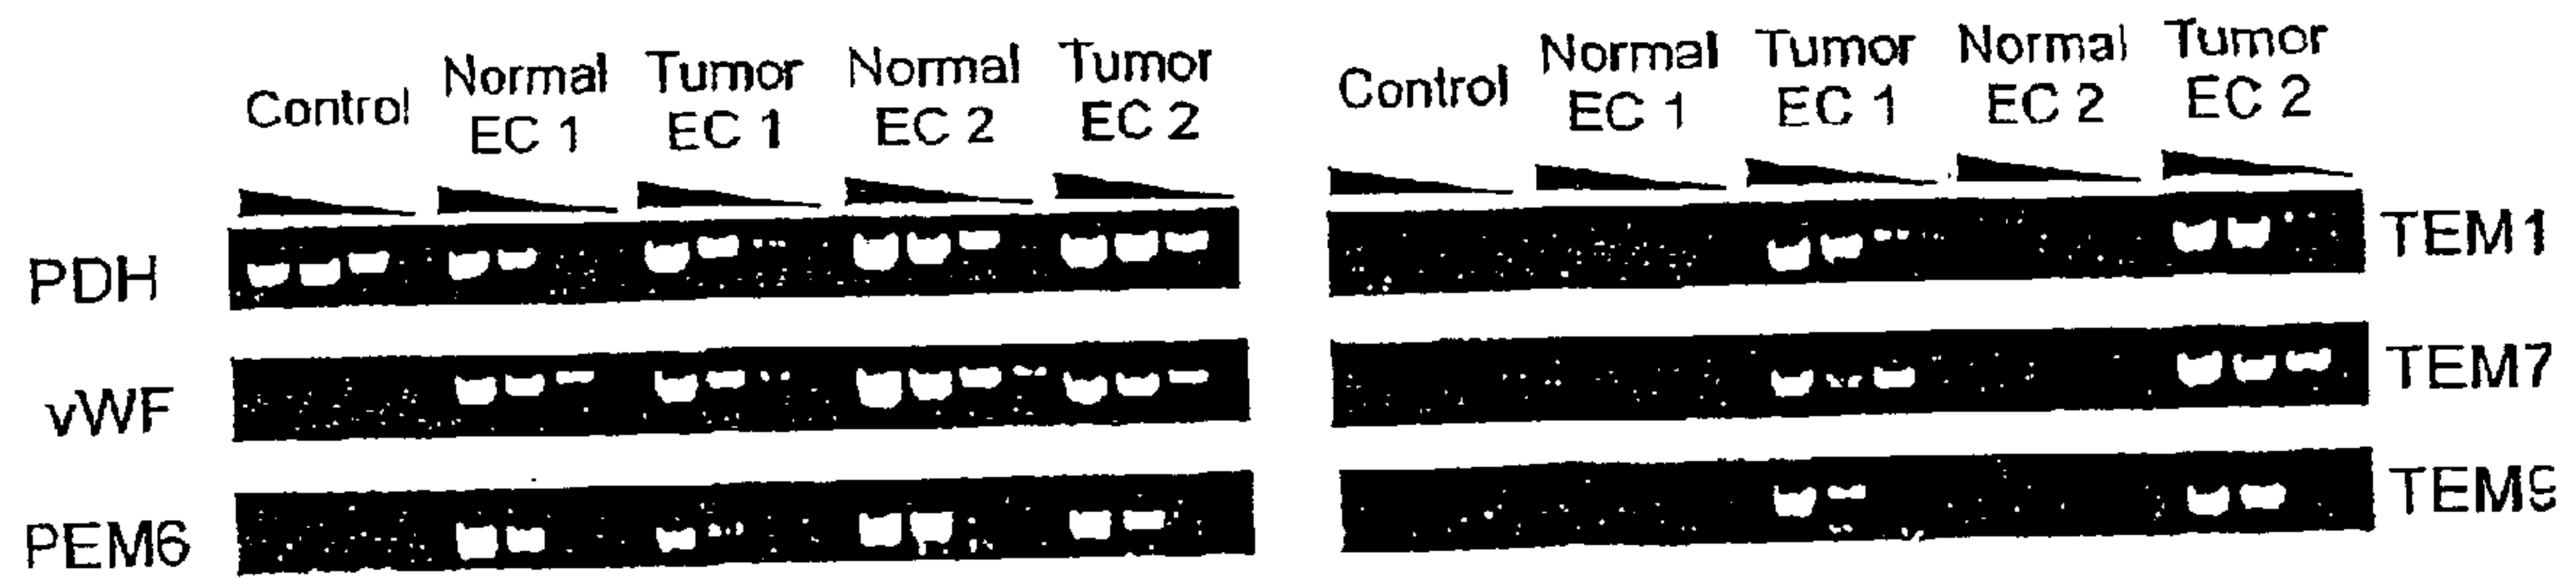 Control
Normal
EC 1
Tumor
EC 1
Normal
EC 2
Tumor
EC 2
PDH
vWF
PEM6
Control
Normal
EC 1
Tumor
EC 1
Normal
EC 2
Tumor
EC 2
TEM1
TEM7
TEM9